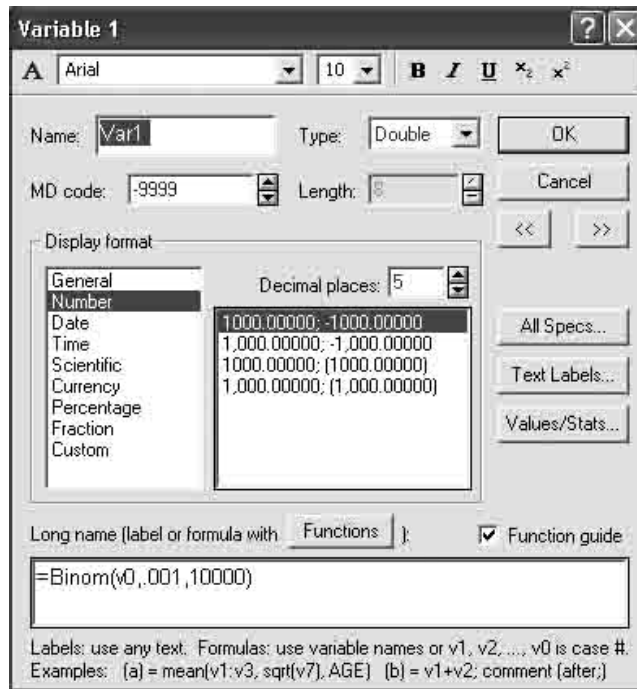 Variable 1
A Arial 10 B I U x₂ x²
Name: Var1 Type: Double OK
MD code: -9999 Length: 8 Cancel
<< >>
Display format
General
Number
Date
Time
Scientific
Currency
Percentage
Fraction
Custom
Decimal places: 5
1000.00000; -1000.00000
1,000.00000; -1,000.00000
1000.00000; (1000.00000)
1,000.00000; (1,000.00000)
All Specs...
Text Labels...
Values/Stats...
Long name (label or formula with Functions ): Function guide
=Binom(v0,.001,10000)
Labels: use any text. Formulas: use variable names or v1, v2, ..., v0 is case #.
Examples: (a) = mean(v1:v3, sqrt(v7), AGE) (b) = v1+v2; comment (after;)